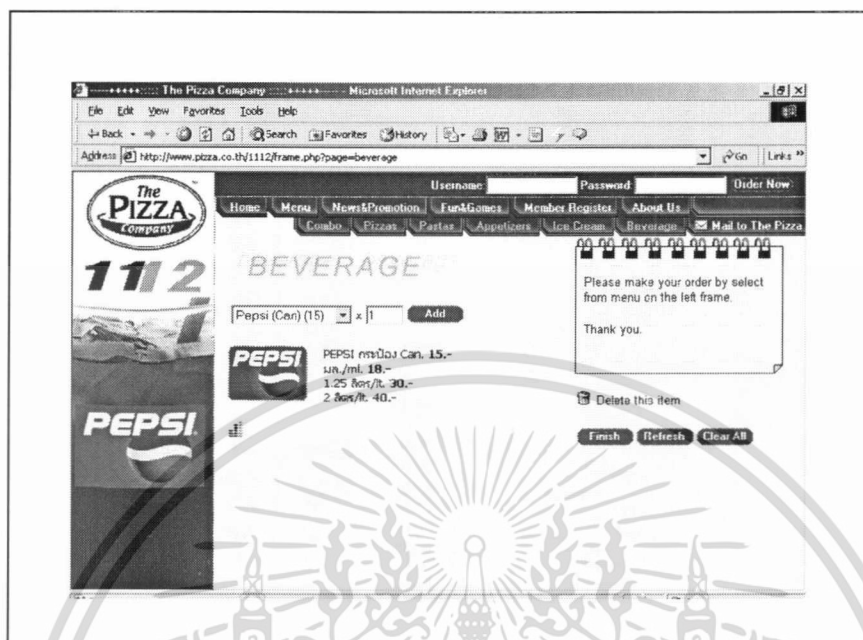 -----+++++::::: The Pizza Company :::::+++++----- Microsoft Internet Explorer
File Edit View Favorites Tools Help
Back Search Favorites History
Address http://www.pizza.co.th/1112/frame.php?page=beverage Go Links »
The PIZZA Company
Username: Password: Order Now
Home Menu News&Promotion Fun&Games Member Register About Us
Combo Pizzas Pastas Appetizers Ice Cream Beverage Mail to The Pizza
1112
BEVERAGE
Please make your order by select
from menu on the left frame.
Thank you.
Pepsi (Can) (15) x 1 Add
PEPSI
PEPSI กระป๋อง Can. 15.-
มล./ml. 18.-
1.25 ลิตร/lt. 30.-
2 ลิตร/lt. 40.-
Delete this item
Finish Refresh Clear All
PEPSI